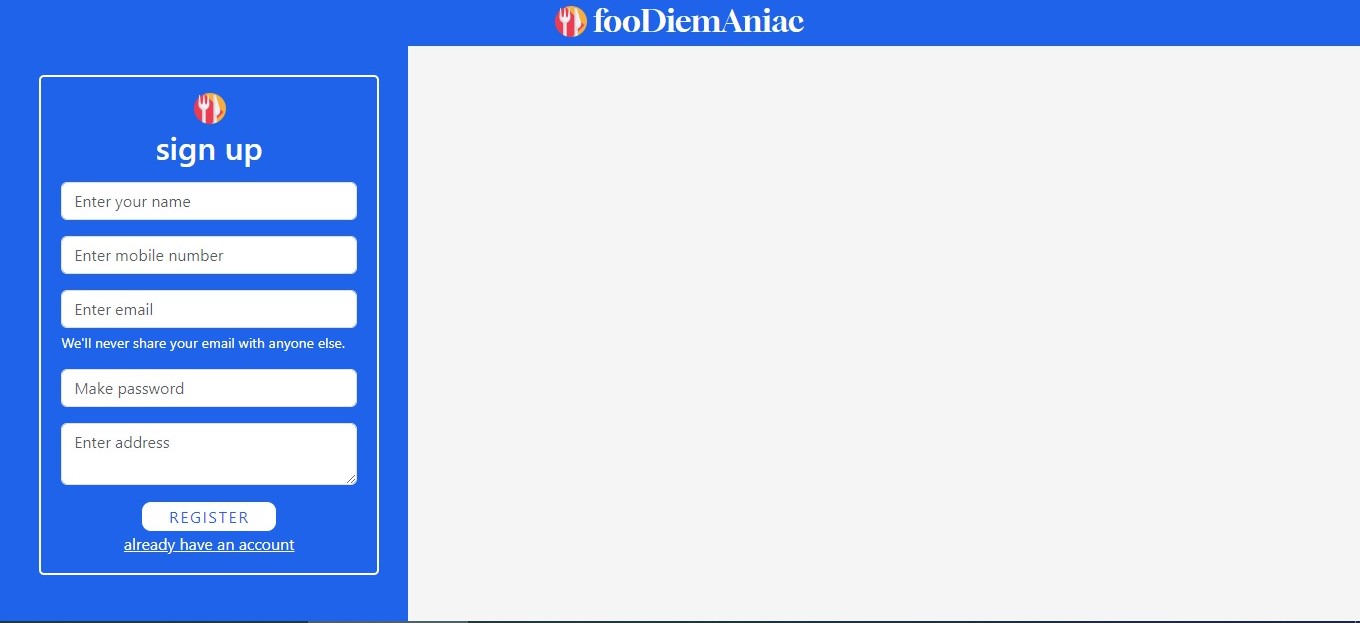 fooDiemAniac
sign up
Enter your name
Enter mobile number
Enter email
We'll never share your email with anyone else.
Make password
Enter address
REGISTER
already have an account